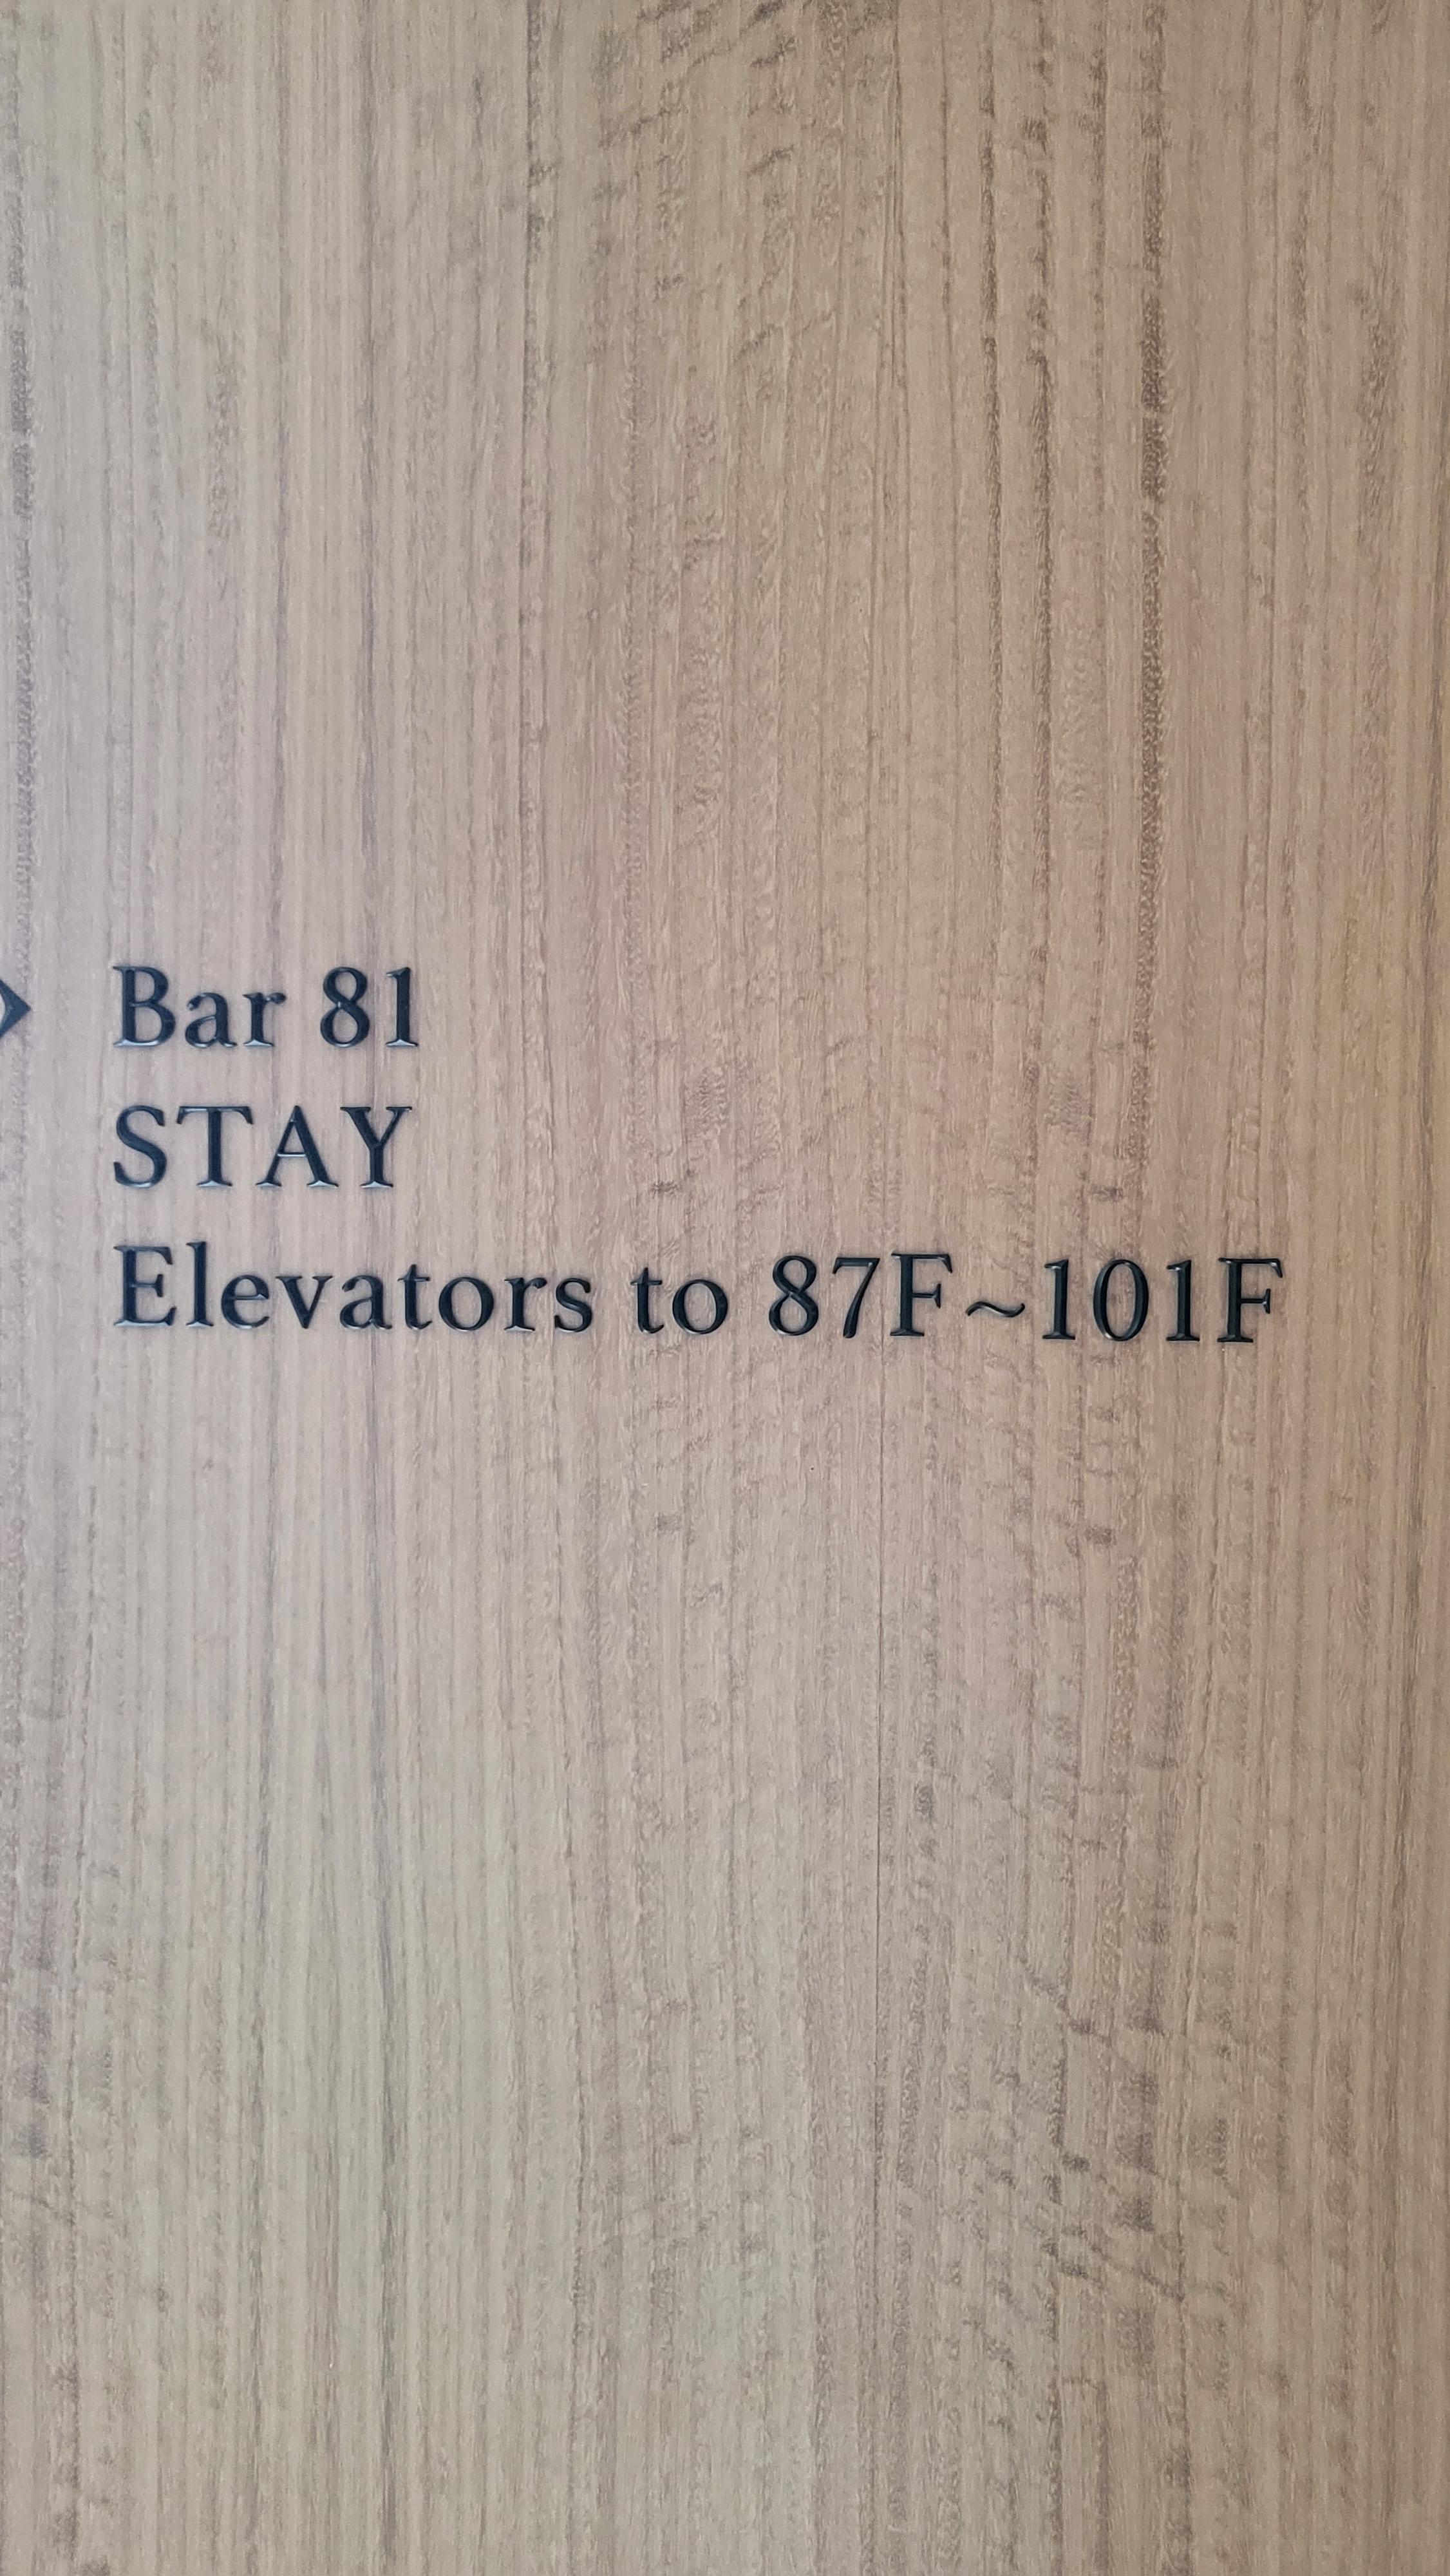 Bar 81
STAY
Elevators to 87F~101F